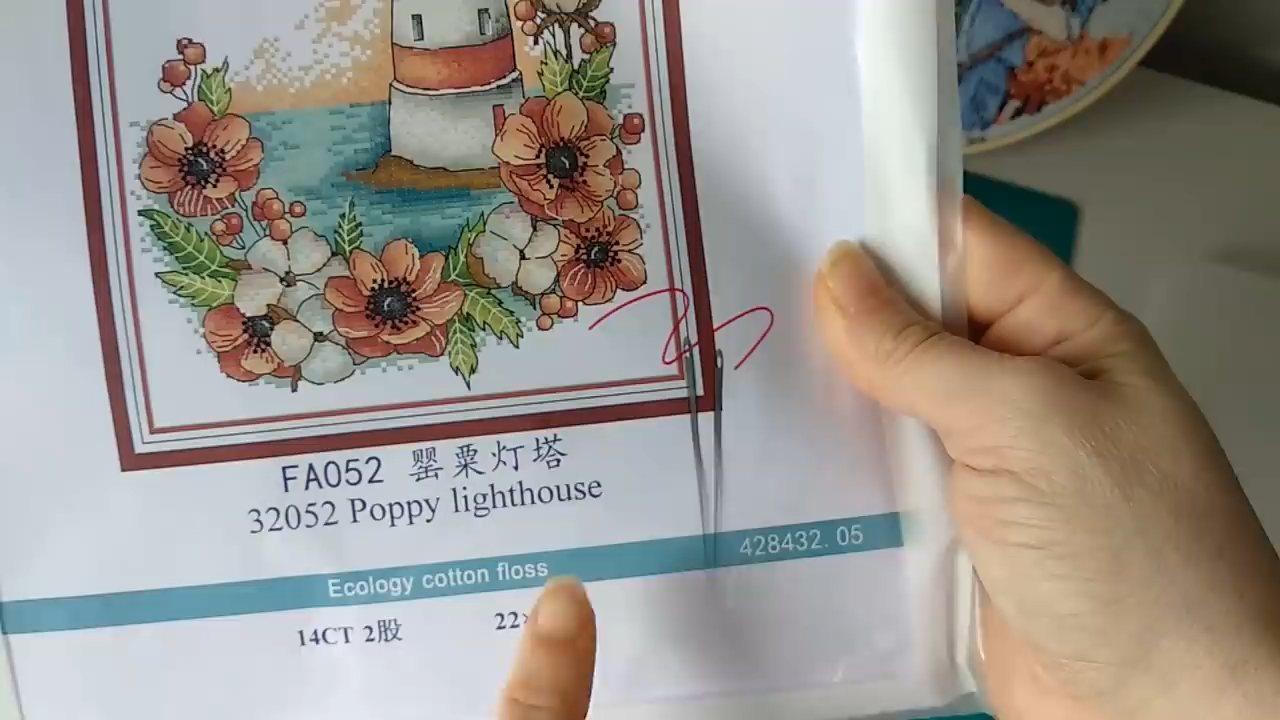 FA052 罂粟灯塔
32052 Poppy lighthouse
Ecology cotton floss
428432.05
14CT 2股